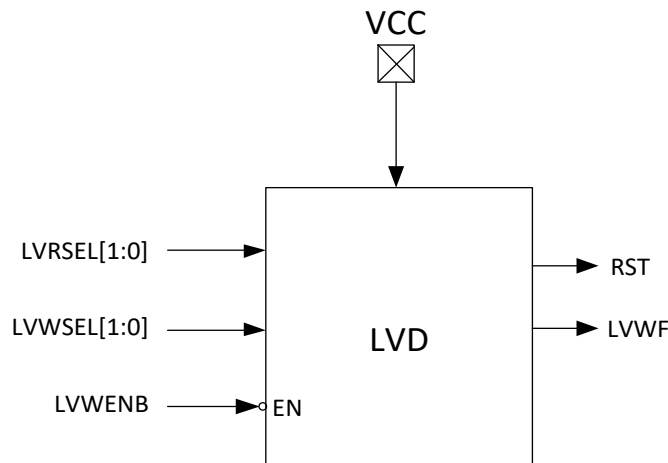 VCC
LVRSEL[1:0]
RST
LVWSEL[1:0]
LVD
LVWF
LVWENB
EN